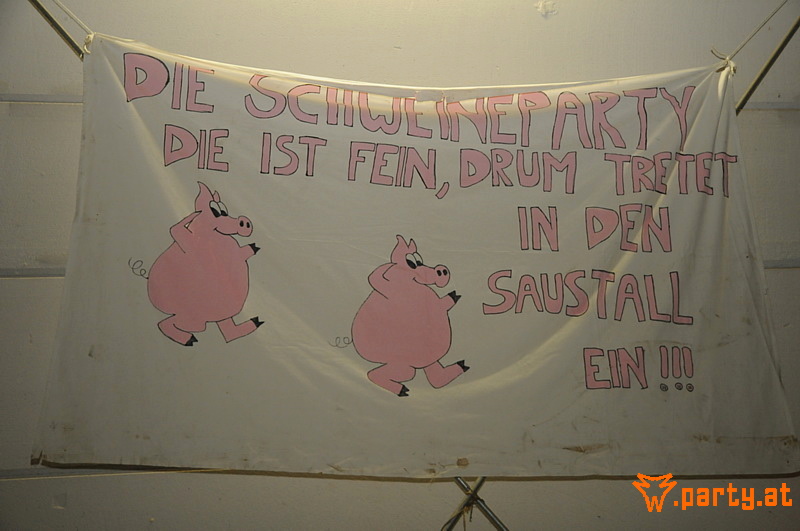 DIE SCHWEINEPARTY
DIE IST FEIN, DRUM TRETET
IN DEN
SAUSTALL
EIN!!!
w.party.at